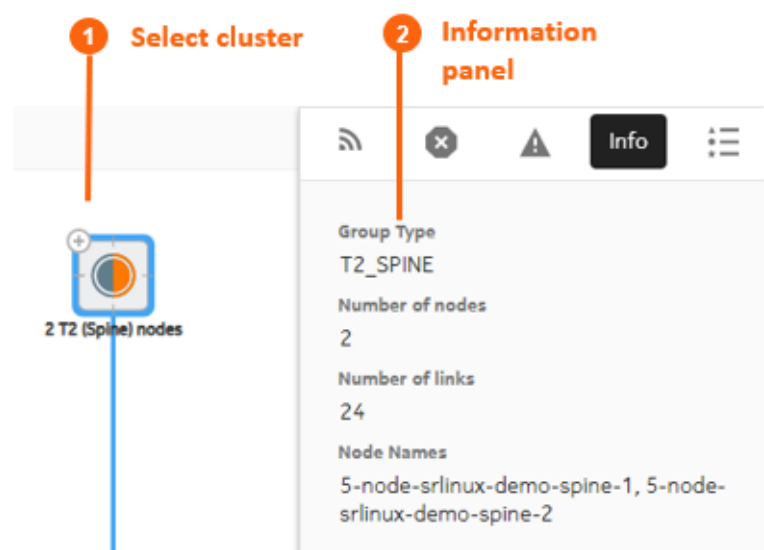 1 Select cluster
2 Information
panel
Info
Group Type
T2_SPINE
Number of nodes
2
Number of links
24
Node Names
5-node-srlinux-demo-spine-1, 5-node-
srlinux-demo-spine-2
2 T2 (Spine) nodes